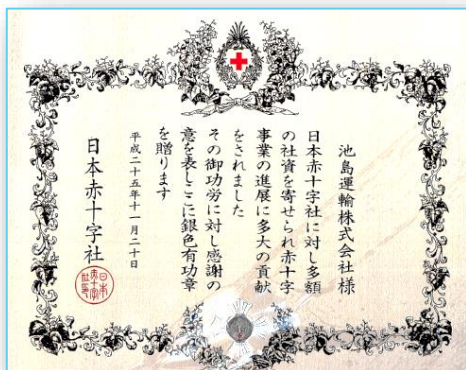 池島運輸株式会社様
日本赤十字社に対し多額
の社資を寄せられ赤十字
事業の進展に多大の貢献
をされました
その御功労に対し感謝の
意を表しここに銀色有功章
を贈ります
平成二十五年十一月二十日
日本赤十字社